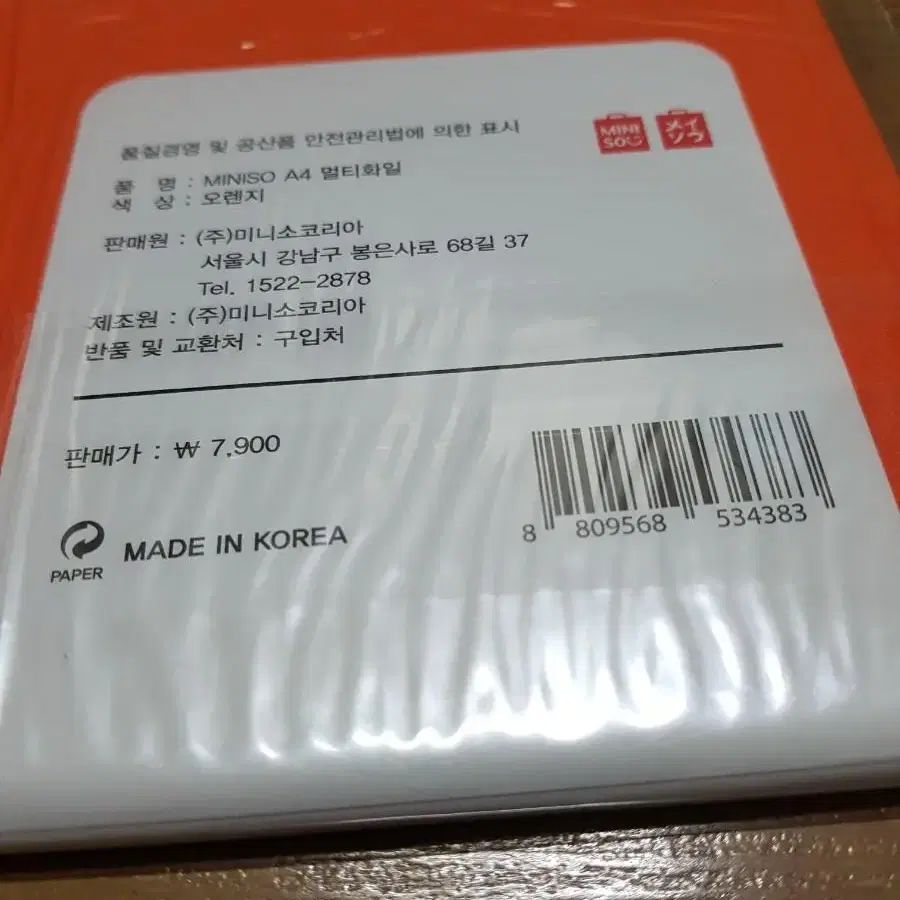 품질경영 및 공산품 안전관리법에 의한 표시
MINI
SO
メイ
ソウ
품 명 : MINISO A4 멀티화일
색 상 : 오렌지
판매원 : (주)미니소코리아
서울시 강남구 봉은사로 68길 37
Tel. 1522-2878
제조원 : (주)미니소코리아
반품 및 교환처 : 구입처
판매가 : ₩ 7,900
8 809568 534383
PAPER
MADE IN KOREA